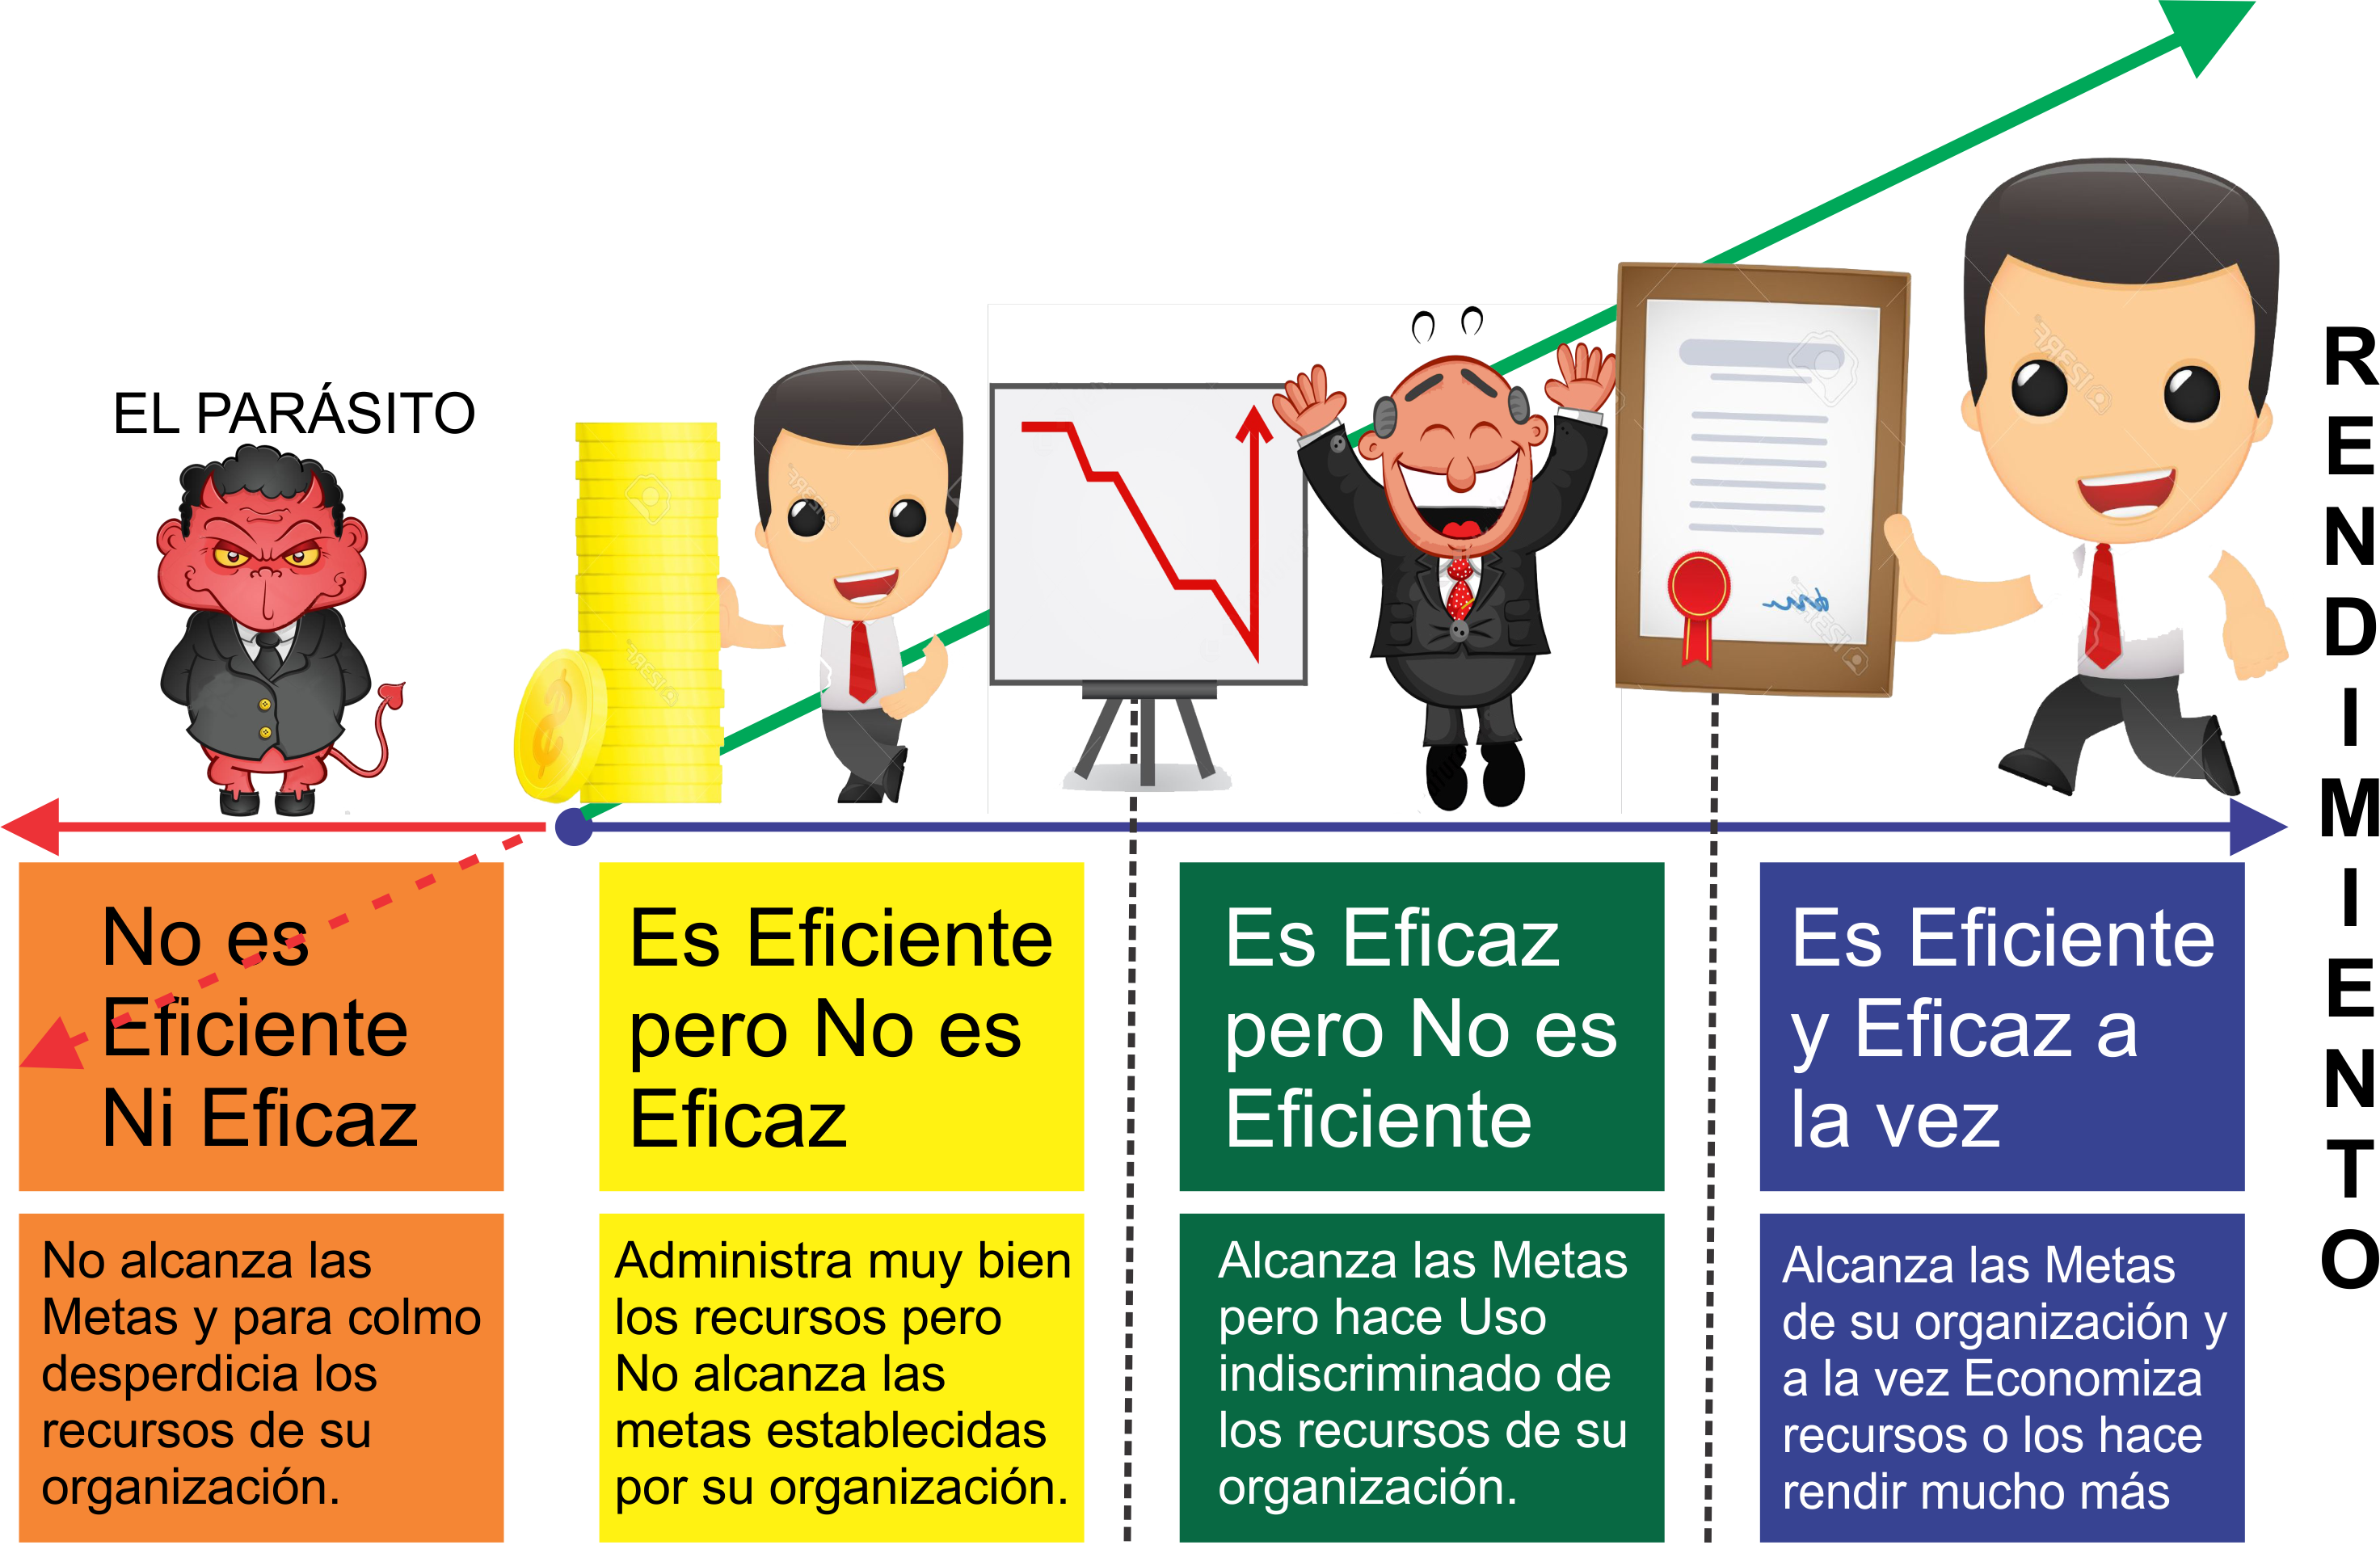 EL PARÁSITO
RENDIMIENTO
No es
Eficiente
Ni Eficaz
Es Eficiente
pero No es
Eficaz
Es Eficaz
pero No es
Eficiente
Es Eficiente
y Eficaz a
la vez
No alcanza las
Metas y para colmo
desperdicia los
recursos de su
organización.
Administra muy bien
los recursos pero
No alcanza las
metas establecidas
por su organización.
Alcanza las Metas
pero hace Uso
indiscriminado de
los recursos de su
organización.
Alcanza las Metas
de su organización y
a la vez Economiza
recursos o los hace
rendir mucho más